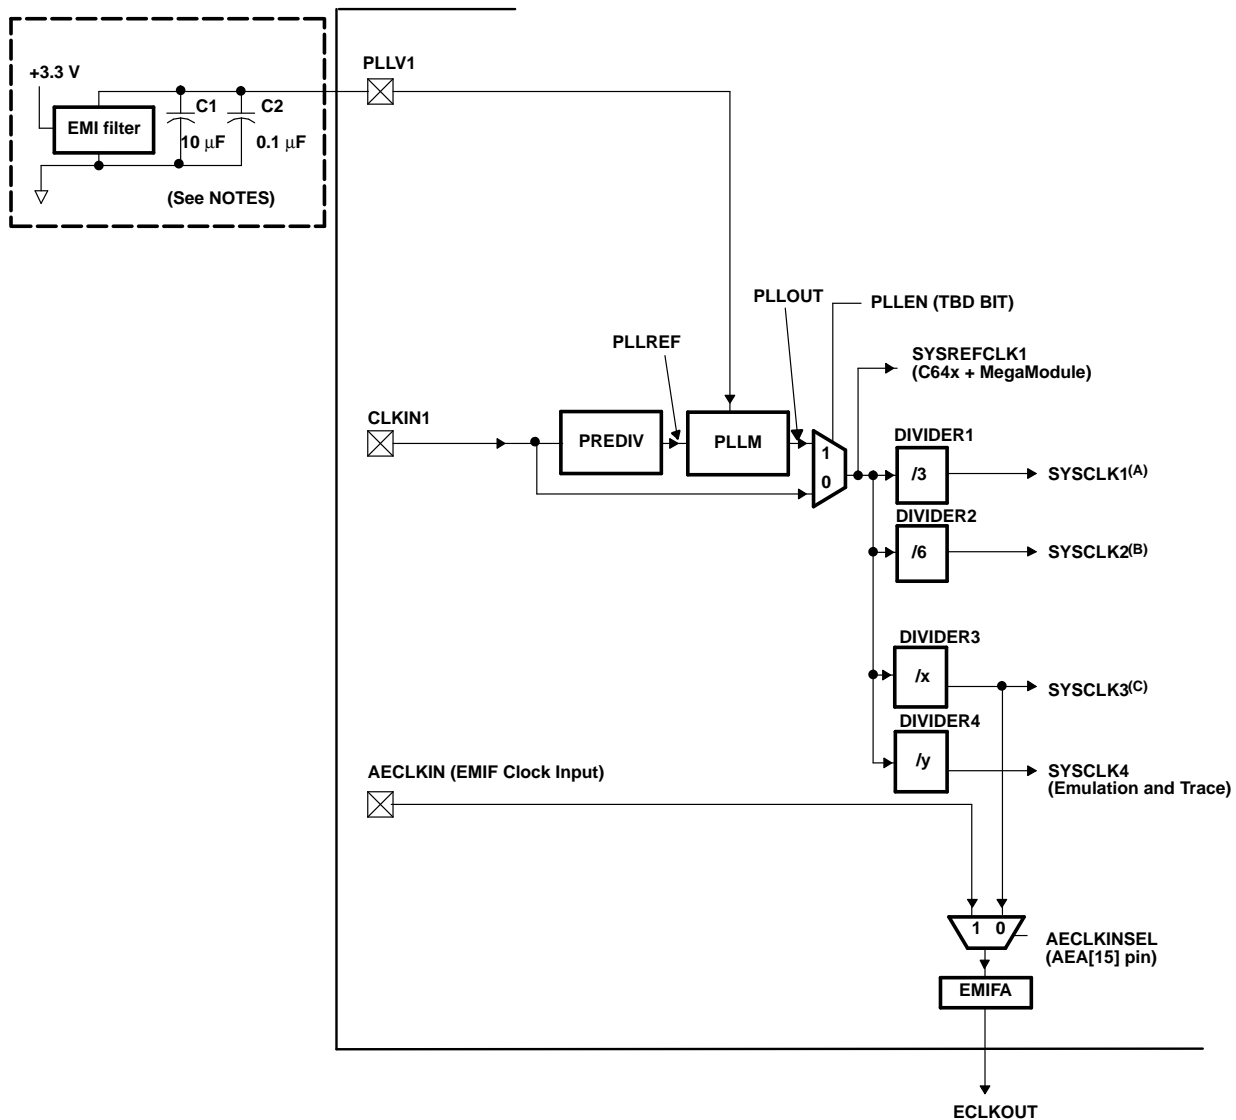 +3.3 V
EMI filter
C1
C2
10 μF
0.1 μF
(See NOTES)
PLLV1
PLLOUT
PLLEN (TBD BIT)
PLLREF
SYSREFCLK1
(C64x + MegaModule)
CLKIN1
PREDIV
PLLM
1
0
DIVIDER1
/3
SYSCLK1(A)
DIVIDER2
/6
SYSCLK2(B)
DIVIDER3
/x
SYSCLK3(C)
DIVIDER4
/y
SYSCLK4
(Emulation and Trace)
AECLKIN (EMIF Clock Input)
1 0
AECLKINSEL
(AEA[15] pin)
EMIFA
ECLKOUT